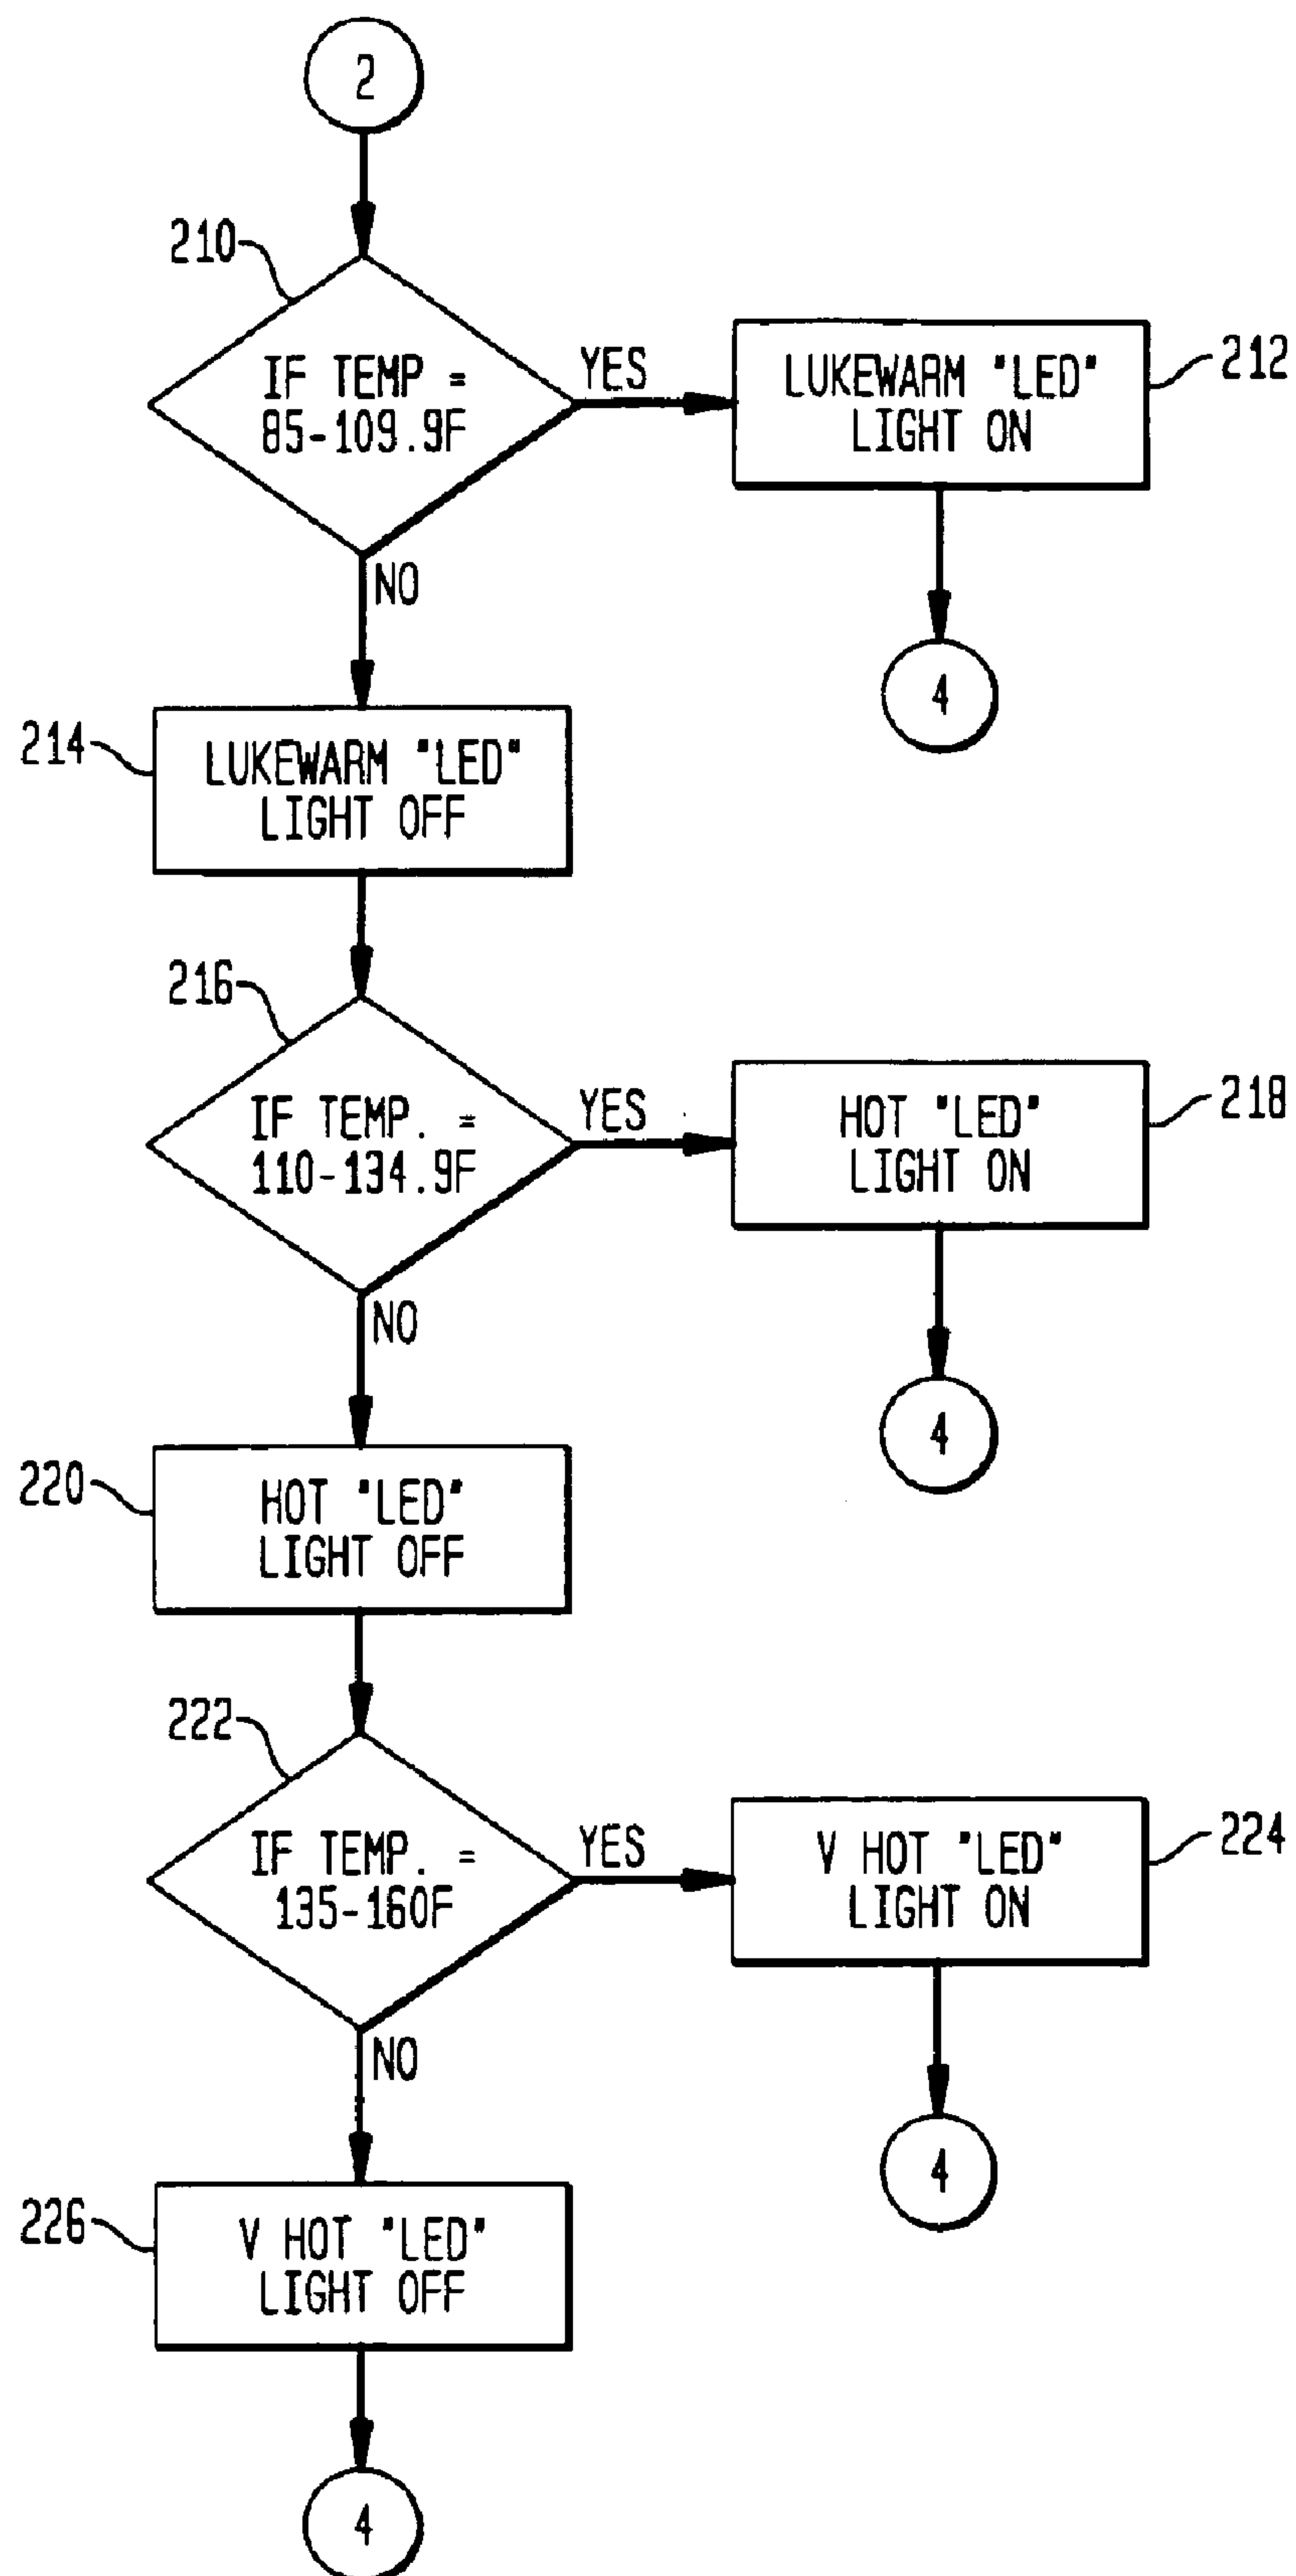 2
210
IF TEMP =
85-109.9F
YES
LUKEWARM "LED"
LIGHT ON
212
NO
4
214
LUKEWARM "LED"
LIGHT OFF
216
IF TEMP. =
110-134.9F
YES
HOT "LED"
LIGHT ON
218
NO
4
220
HOT "LED"
LIGHT OFF
222
IF TEMP. =
135-160F
YES
V HOT "LED"
LIGHT ON
224
NO
4
226
V HOT "LED"
LIGHT OFF
4